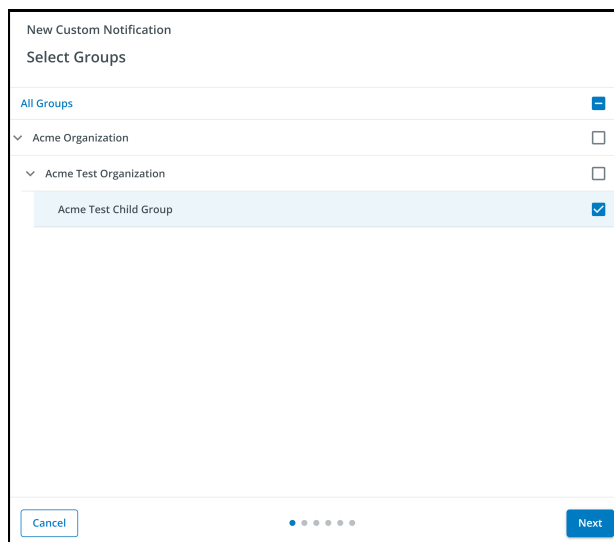 New Custom Notification
Select Groups
All Groups
Acme Organization
Acme Test Organization
Acme Test Child Group
Cancel
Next